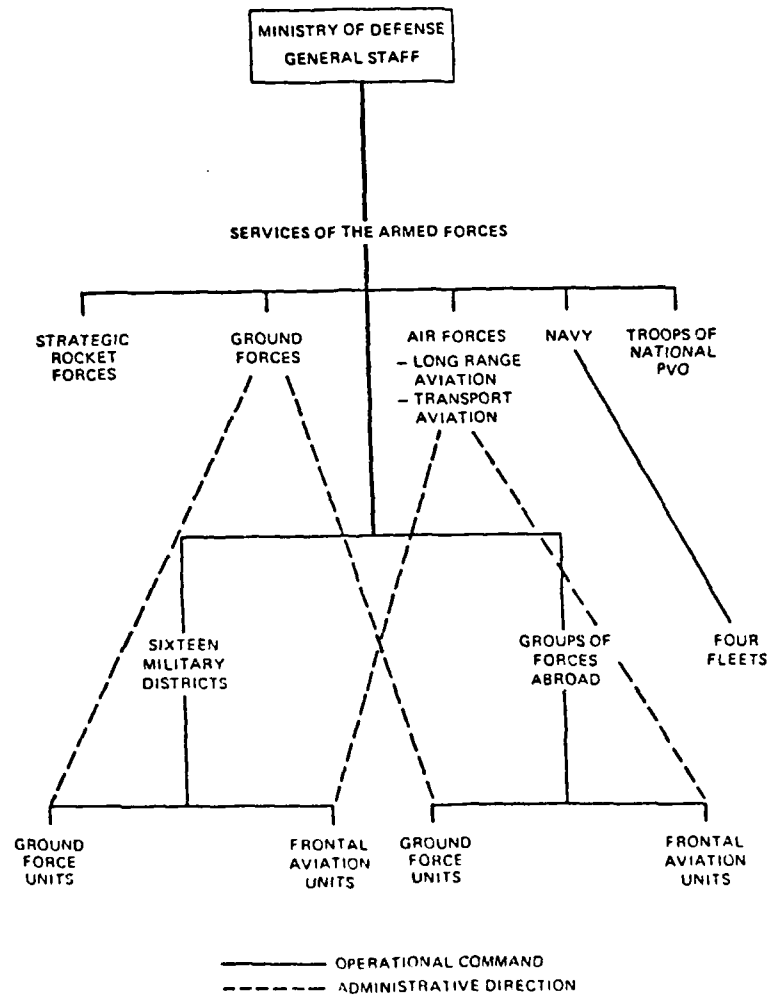 MINISTRY OF DEFENSE
GENERAL STAFF
SERVICES OF THE ARMED FORCES
STRATEGIC
ROCKET
FORCES
GROUND
FORCES
AIR FORCES
– LONG RANGE
AVIATION
– TRANSPORT
AVIATION
NAVY
TROOPS OF
NATIONAL
PVO
SIXTEEN
MILITARY
DISTRICTS
GROUPS OF
FORCES
ABROAD
FOUR
FLEETS
GROUND
FORCE
UNITS
FRONTAL
AVIATION
UNITS
GROUND
FORCE
UNITS
FRONTAL
AVIATION
UNITS
OPERATIONAL COMMAND
ADMINISTRATIVE DIRECTION